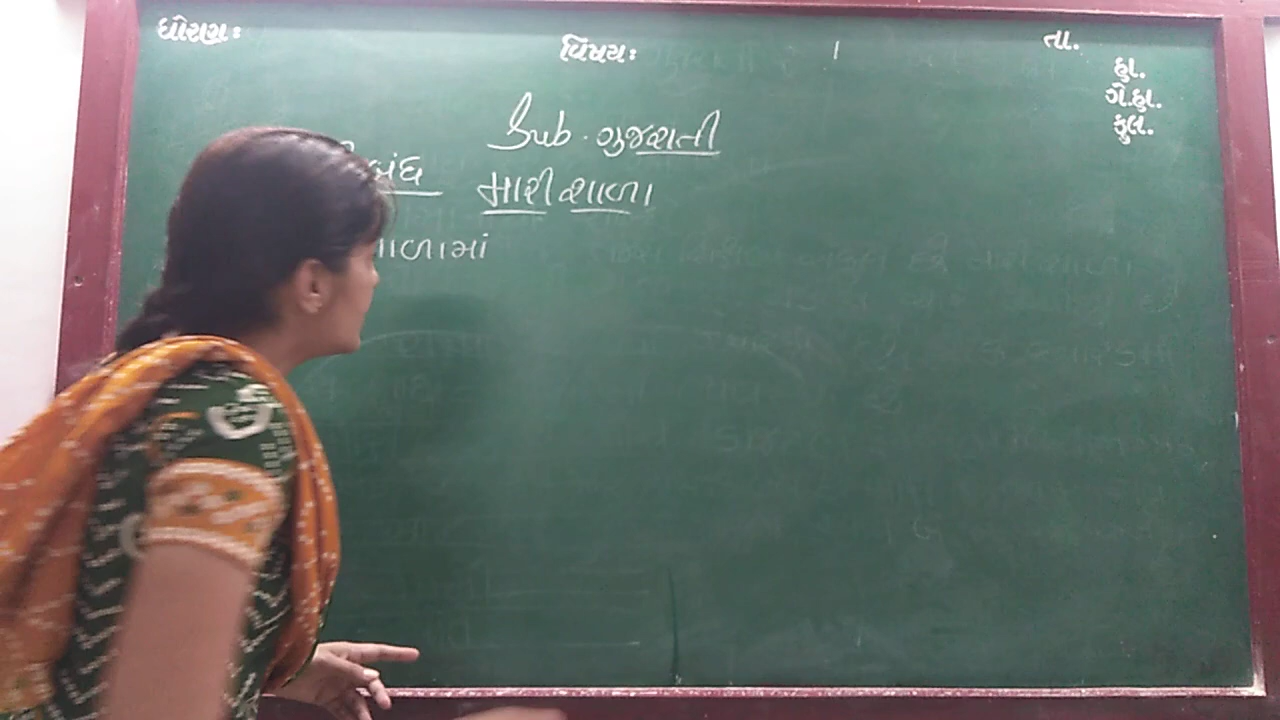 ધોરણઃ
વિષયઃ
તા.
હા.
ગે.હા.
કુલ.
Sub. ગુજરાતી
મારી શાળા